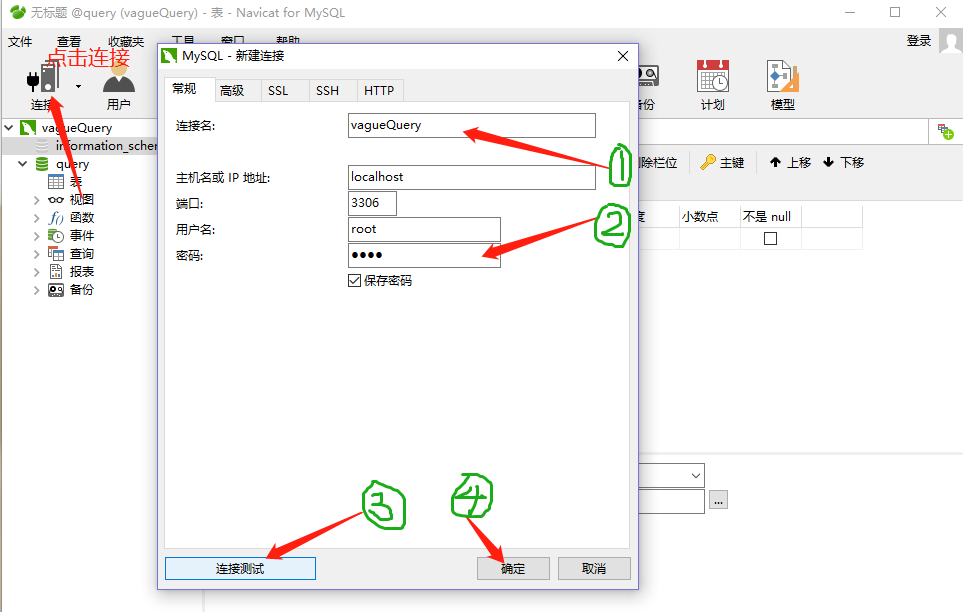 无标题 @query (vagueQuery) - 表 - Navicat for MySQL
文件 查看 收藏夹 工具 窗口 帮助 登录
点击连接
连接 用户 备份 计划 模型
MySQL - 新建连接
常规 高级 SSL SSH HTTP
连接名: vagueQuery
主机名或 IP 地址: localhost
端口: 3306
用户名: root
密码: ●●●●
保存密码
①
②
③
④
连接测试 确定 取消
vagueQuery
information_schem
query
表
视图
函数
事件
查询
报表
备份
除栏位 主键 上移 下移
度 小数点 不是 null
...